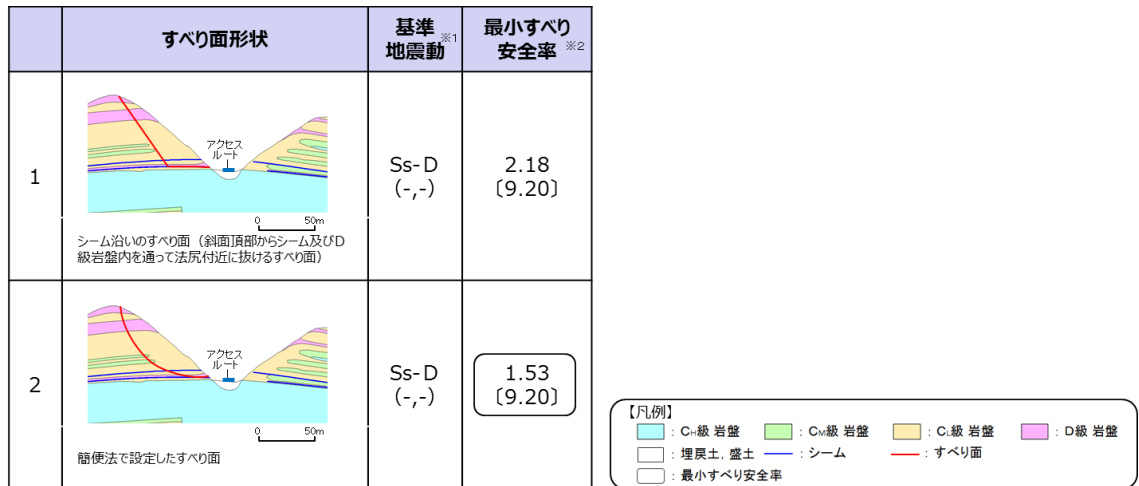 すべり面形状
基準
地震動 ※1
最小すべり
安全率 ※2
1
アクセス
ルート
0 50m
シーム沿いのすべり面（斜面頂部からシーム及びD
級岩盤内を通って法尻付近に抜けるすべり面）
Ss-D
(-,-)
2.18
〔9.20〕
2
アクセス
ルート
0 50m
簡便法で設定したすべり面
Ss-D
(-,-)
1.53
〔9.20〕
【凡例】
：CH級 岩盤 ：CM級 岩盤 ：CL級 岩盤 ：D級 岩盤
：埋戻土，盛土 ：シーム ：すべり面
：最小すべり安全率